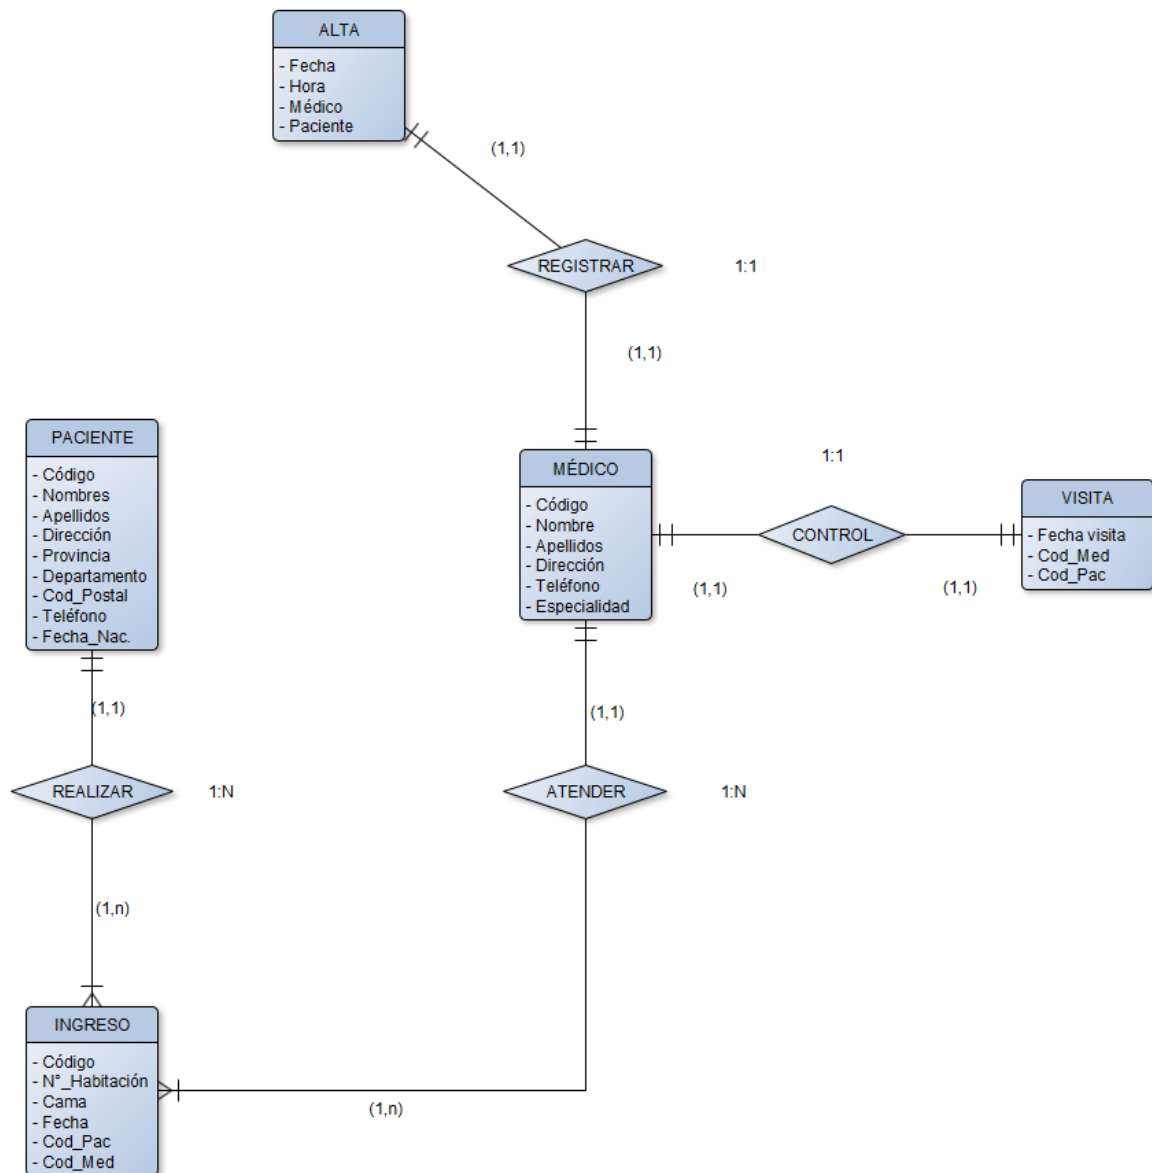 ALTA
- Fecha
- Hora
- Médico
- Paciente
(1,1)
REGISTRAR
1:1
(1,1)
PACIENTE
- Código
- Nombres
- Apellidos
- Dirección
- Provincia
- Departamento
- Cod_Postal
- Teléfono
- Fecha_Nac.
MÉDICO
- Código
- Nombre
- Apellidos
- Dirección
- Teléfono
- Especialidad
1:1
CONTROL
(1,1)
(1,1)
VISITA
- Fecha visita
- Cod_Med
- Cod_Pac
(1,1)
REALIZAR
1:N
(1,n)
(1,1)
ATENDER
1:N
(1,n)
INGRESO
- Código
- N°_Habitación
- Cama
- Fecha
- Cod_Pac
- Cod_Med